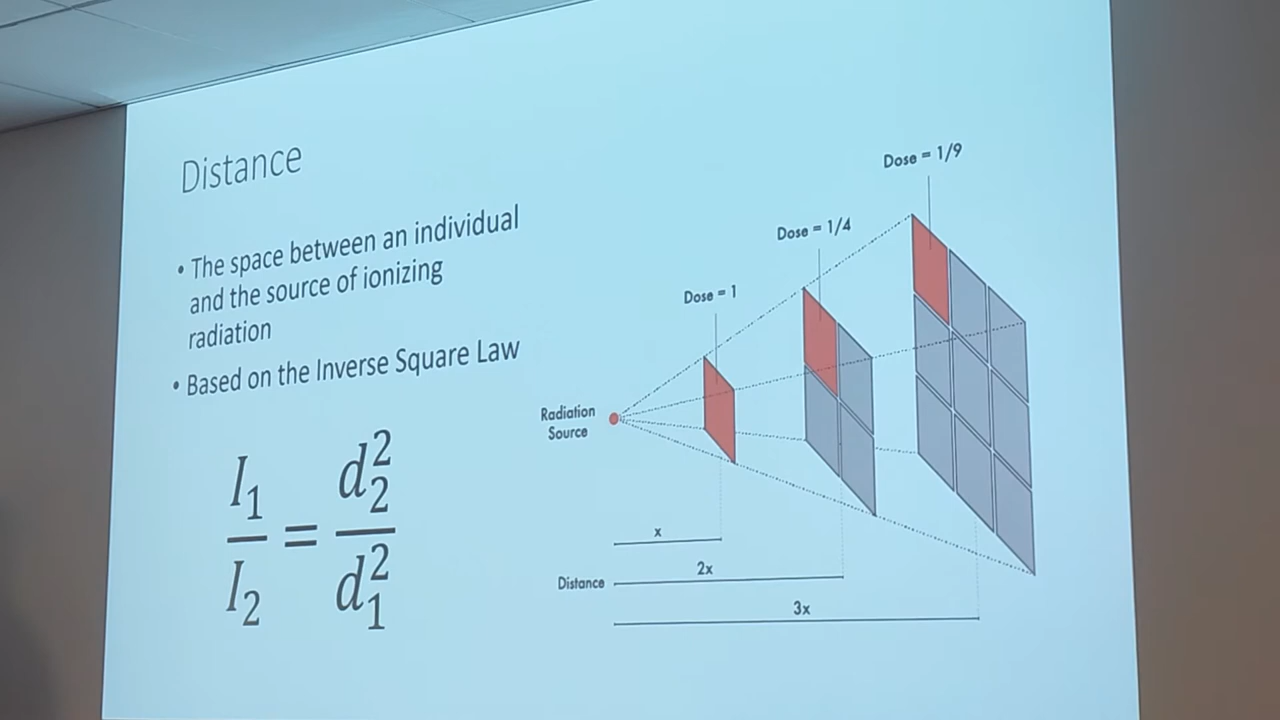 Distance
• The space between an individual
and the source of ionizing
radiation
• Based on the Inverse Square Law
I₁/I₂ = d₂²/d₁²
Dose = 1/9
Dose = 1/4
Dose = 1
Radiation
Source
x
2x
Distance
3x